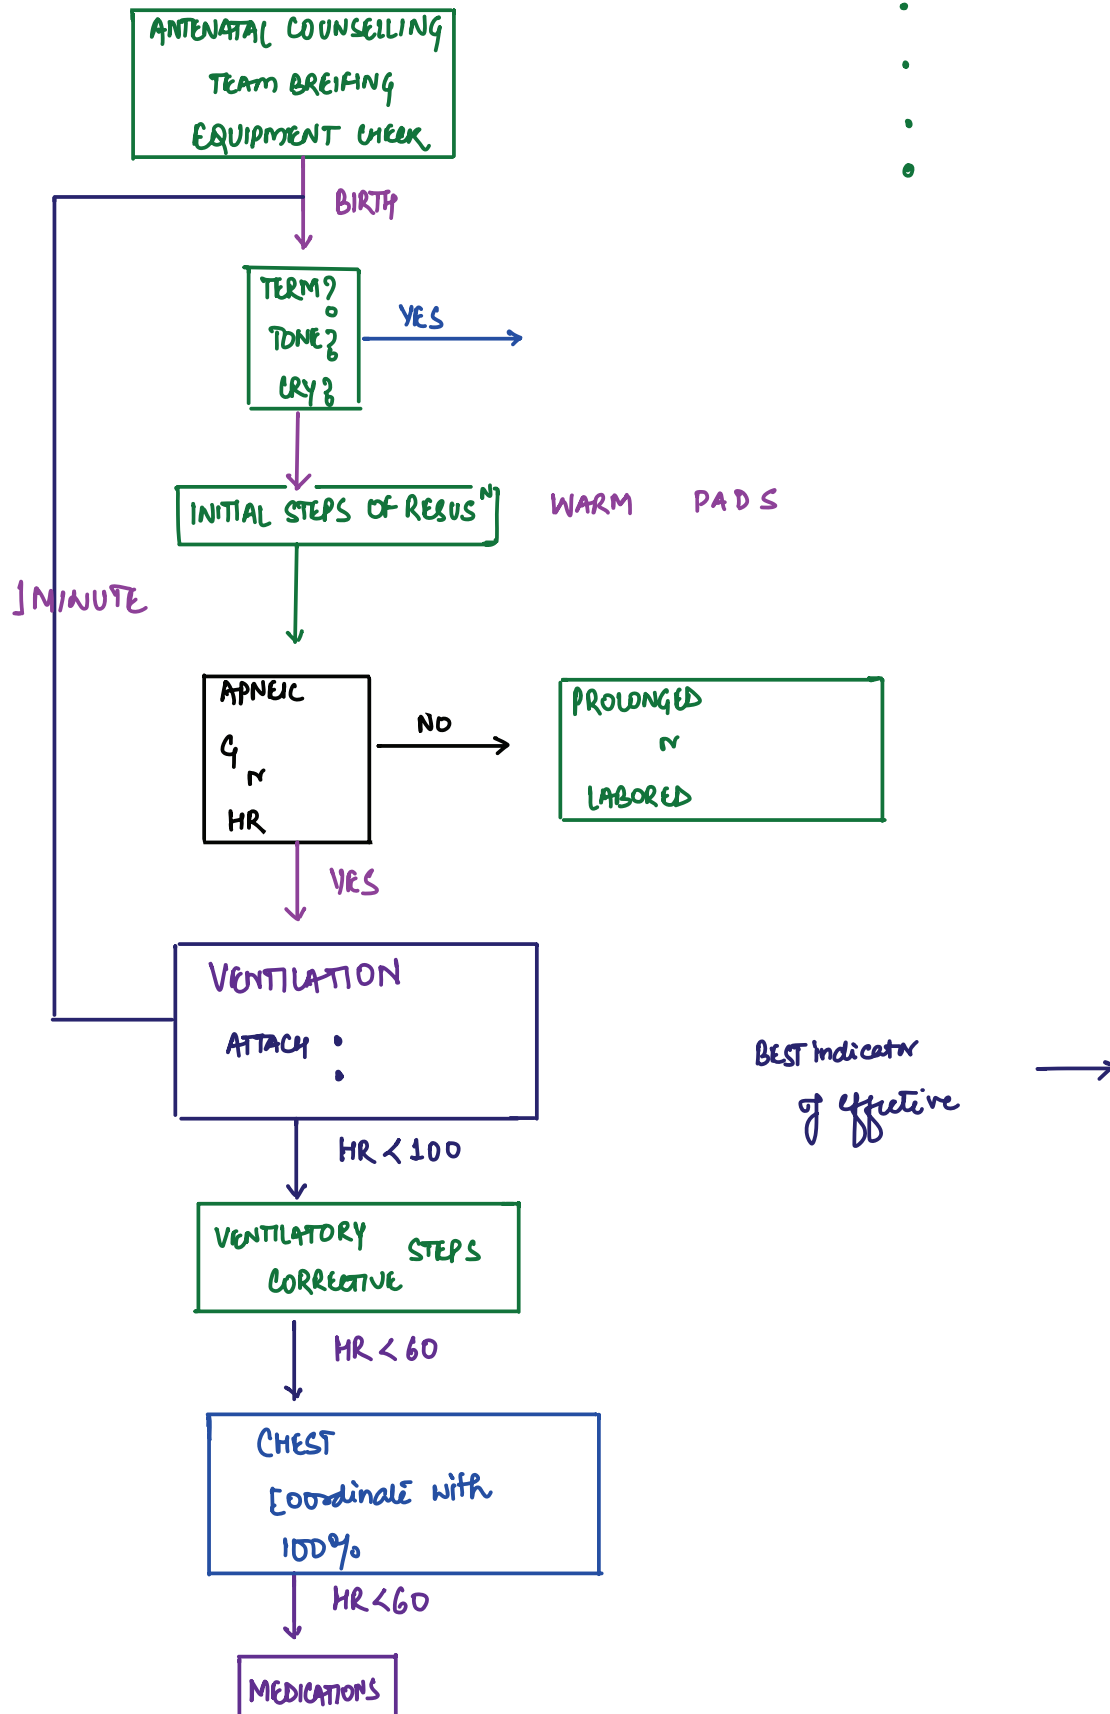 ANTENATAL COUNSELLING
TEAM BREIFING
EQUIPMENT CHECK
BIRTH
TERM?
TONE?
CRY?
YES
INITIAL STEPS OF RESUSN
WARM PADS
1 MINUTE
APNEIC
G
r
HR
NO
PROLONGED
r
LABORED
YES
VENTILATION
ATTACH :
BEST indicator
of effective
HR < 100
VENTILATORY STEPS
CORRECTIVE
HR < 60
CHEST
Coordinate with
100%
HR < 60
MEDICATIONS